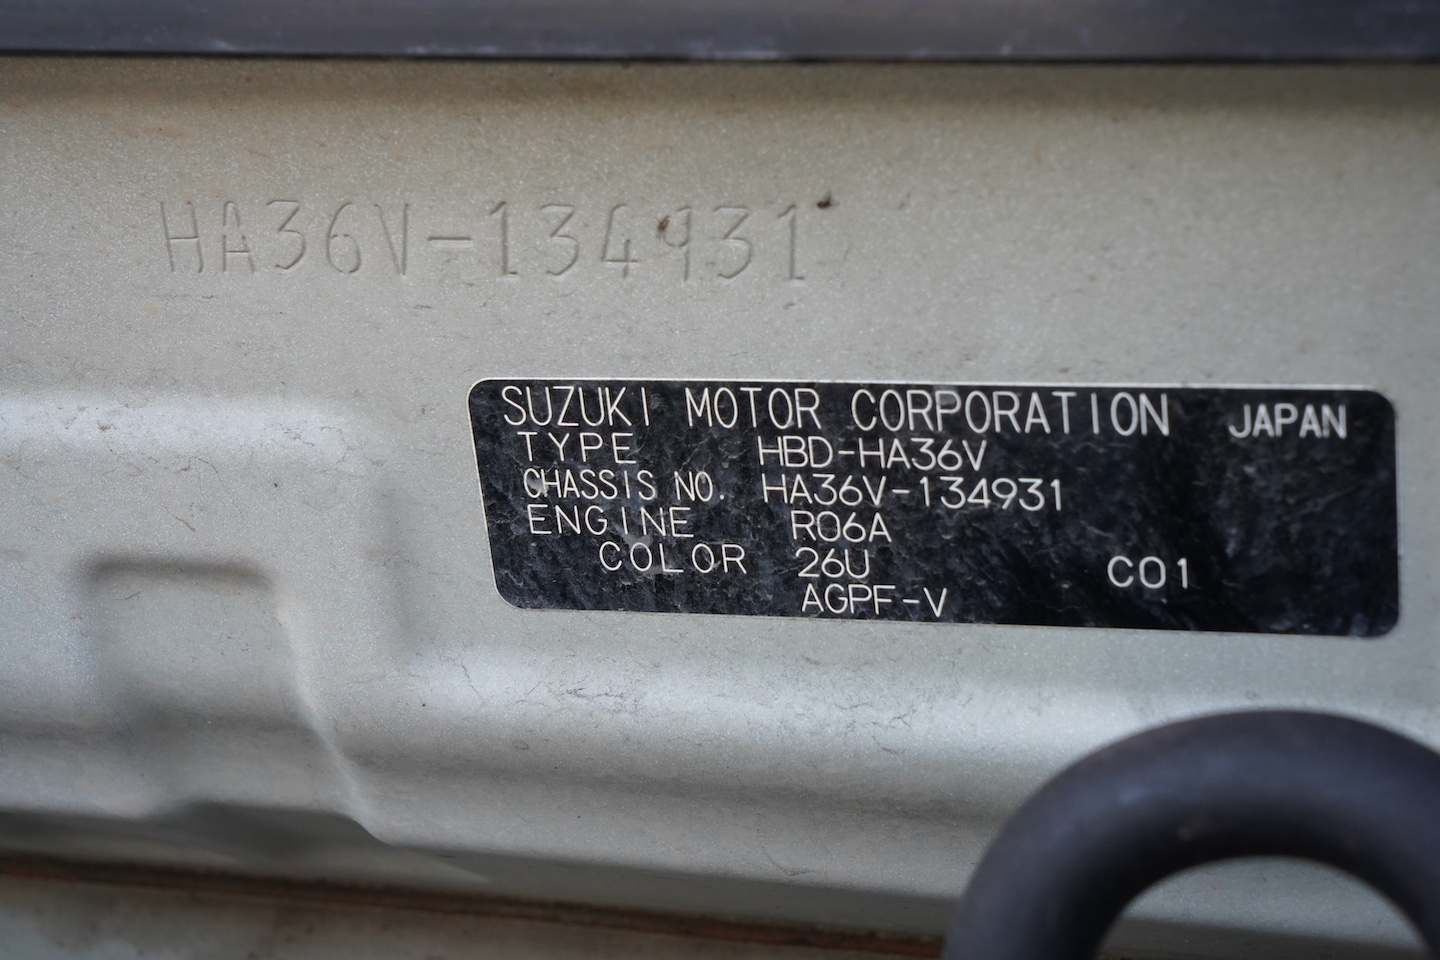 HA36V-134931
SUZUKI MOTOR CORPORATION JAPAN
TYPE HBD-HA36V
CHASSIS NO. HA36V-134931
ENGINE R06A
COLOR 26U C01
AGPF-V